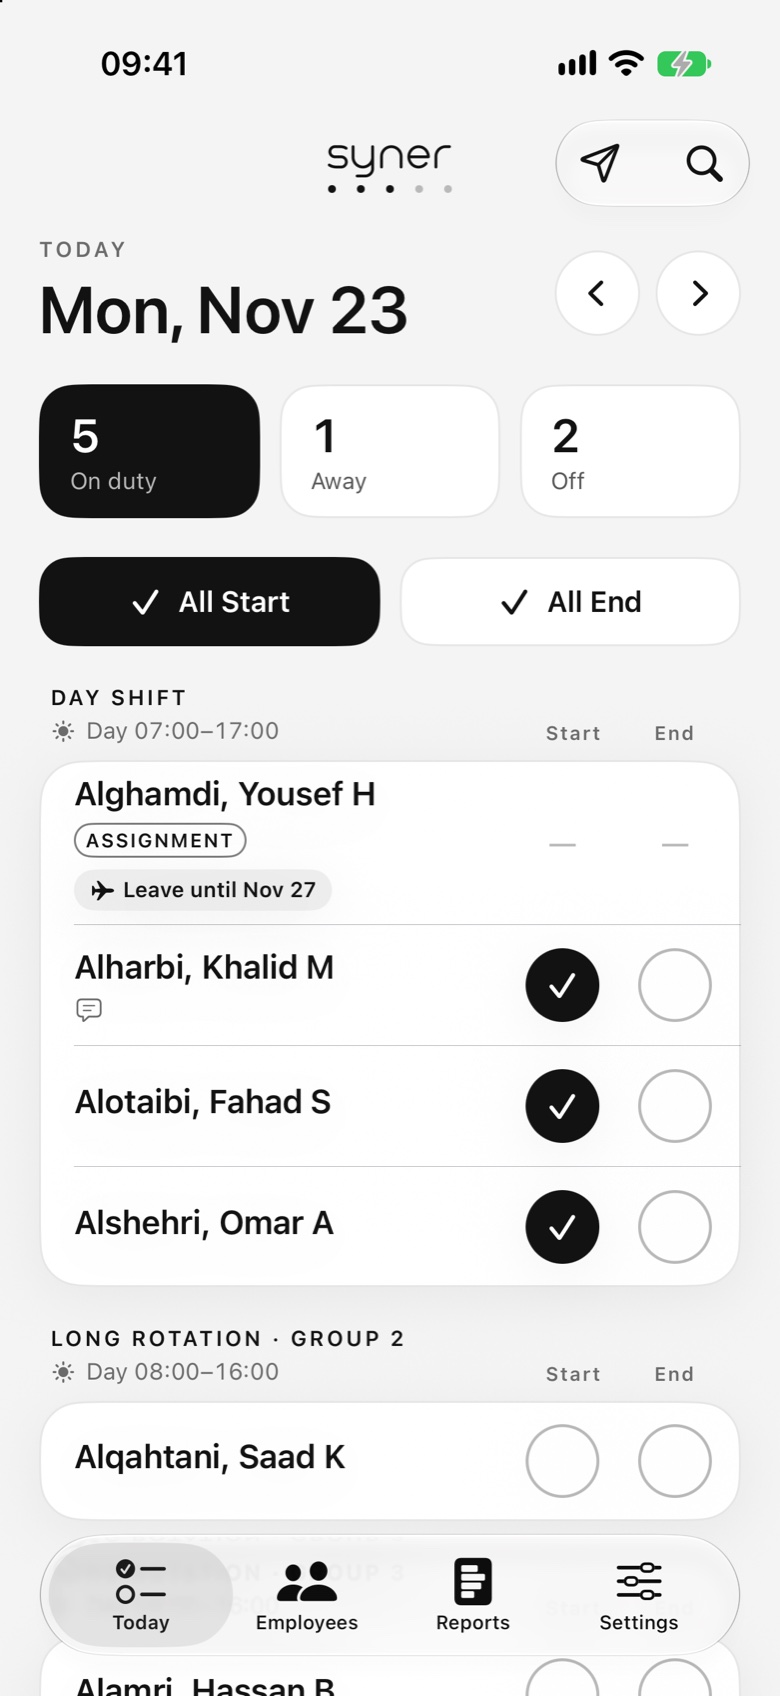 09:41
syner
TODAY
Mon, Nov 23
5
On duty
1
Away
2
Off
All Start
All End
DAY SHIFT
Day 07:00–17:00
Start End
Alghamdi, Yousef H
ASSIGNMENT
— —
Leave until Nov 27
Alharbi, Khalid M
Alotaibi, Fahad S
Alshehri, Omar A
LONG ROTATION · GROUP 2
Day 08:00–16:00
Start End
Alqahtani, Saad K
Today
Employees
Reports
Settings
Alamri, Hassan B